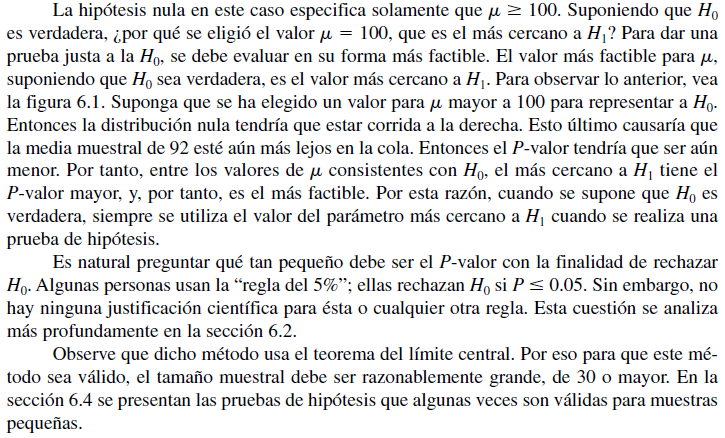 La hipótesis nula en este caso especifica solamente que μ ≥ 100. Suponiendo que H₀
es verdadera, ¿por qué se eligió el valor μ = 100, que es el más cercano a H₁? Para dar una
prueba justa a la H₀, se debe evaluar en su forma más factible. El valor más factible para μ,
suponiendo que H₀ sea verdadera, es el valor más cercano a H₁. Para observar lo anterior, vea
la figura 6.1. Suponga que se ha elegido un valor para μ mayor a 100 para representar a H₀.
Entonces la distribución nula tendría que estar corrida a la derecha. Esto último causaría que
la media muestral de 92 esté aún más lejos en la cola. Entonces el P-valor tendría que ser aún
menor. Por tanto, entre los valores de μ consistentes con H₀, el más cercano a H₁ tiene el
P-valor mayor, y, por tanto, es el más factible. Por esta razón, cuando se supone que H₀ es
verdadera, siempre se utiliza el valor del parámetro más cercano a H₁ cuando se realiza una
prueba de hipótesis.
Es natural preguntar qué tan pequeño debe ser el P-valor con la finalidad de rechazar
H₀. Algunas personas usan la “regla del 5%”; ellas rechazan H₀ si P ≤ 0.05. Sin embargo, no
hay ninguna justificación científica para ésta o cualquier otra regla. Esta cuestión se analiza
más profundamente en la sección 6.2.
Observe que dicho método usa el teorema del límite central. Por eso para que este mé-
todo sea válido, el tamaño muestral debe ser razonablemente grande, de 30 o mayor. En la
sección 6.4 se presentan las pruebas de hipótesis que algunas veces son válidas para muestras
pequeñas.